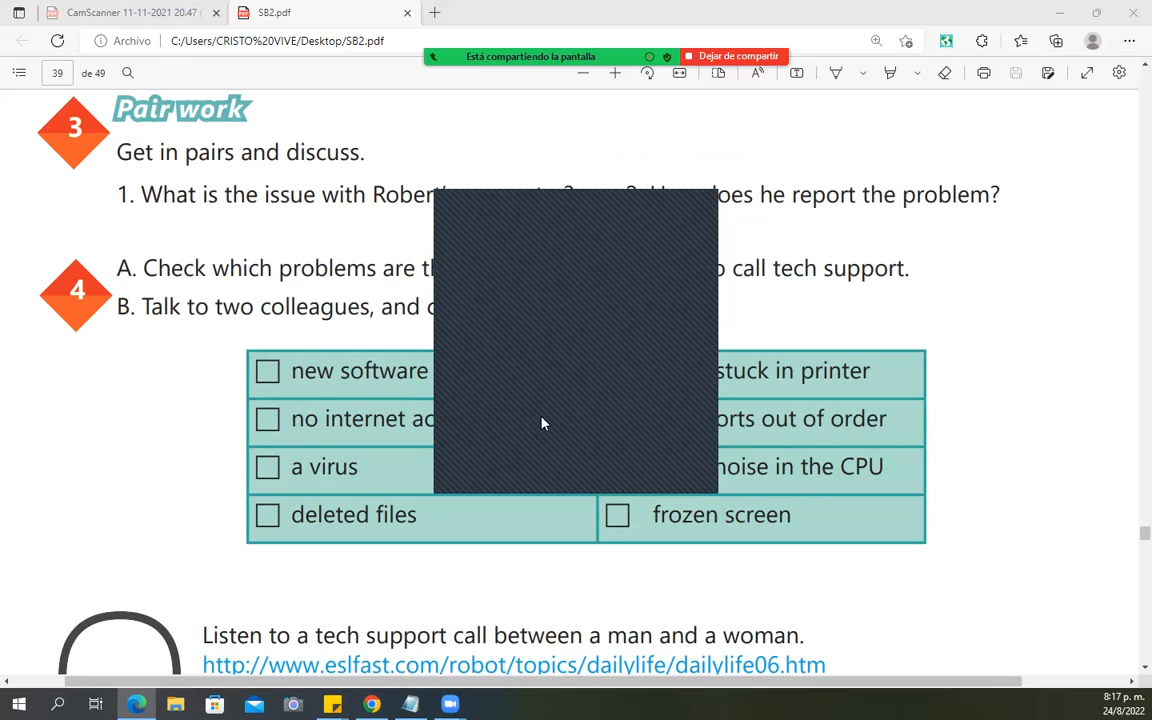 CamScanner 11-11-2021 20.47 (
SB2.pdf
Archivo
C:/Users/CRISTO%20VIVE/Desktop/SB2.pdf
Está compartiendo la pantalla
Dejar de compartir
39 de 49
3 Pair work
Get in pairs and discuss.
1. What is the issue with Rober does he report the problem?
4 A. Check which problems are call tech support.
B. Talk to two colleagues, and
new software stuck in printer
no internet out of order
a virus noise in the CPU
deleted files frozen screen
Listen to a tech support call between a man and a woman.
http://www.eslfast.com/robot/topics/dailylife/dailylife06.htm
8:17 p. m.
24/8/2022